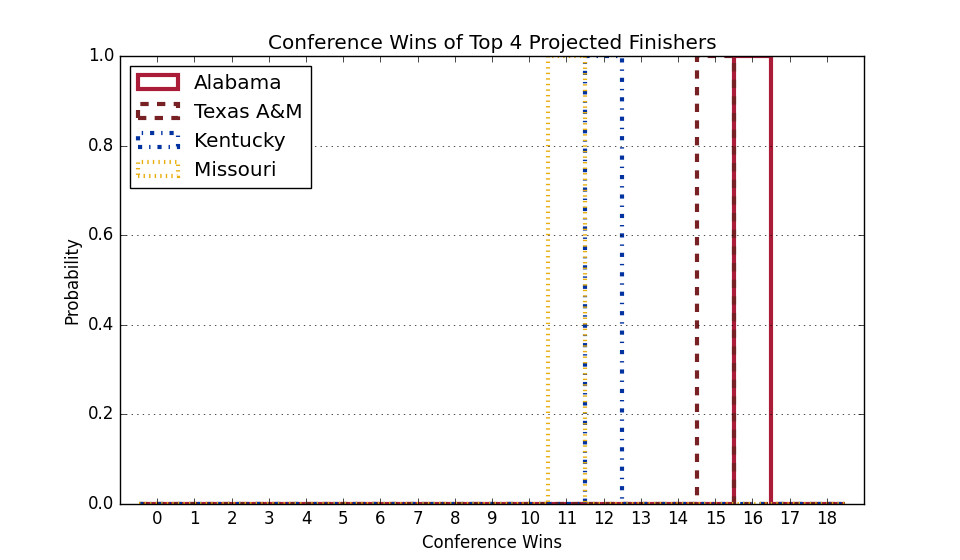 Conference Wins of Top 4 Projected Finishers
1.0
Alabama
Texas A&M
Kentucky
Missouri
0.8
0.6
Probability
0.4
0.2
0.0
0 1 2 3 4 5 6 7 8 9 10 11 12 13 14 15 16 17 18
Conference Wins